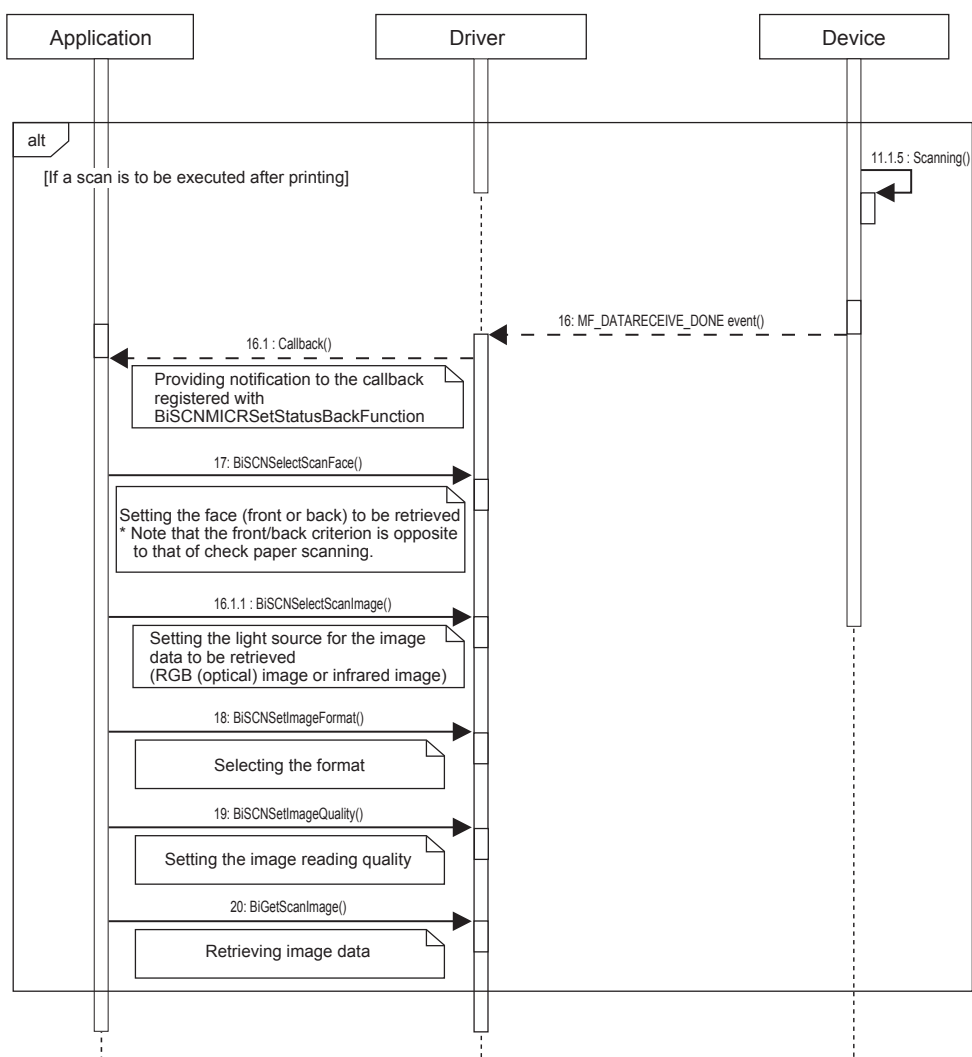 Application
Driver
Device
alt
11.1.5 : Scanning()
[If a scan is to be executed after printing]
16: MF_DATARECEIVE_DONE event()
16.1 : Callback()
Providing notification to the callback
registered with
BiSCNMICRSetStatusBackFunction
17: BiSCNSelectScanFace()
Setting the face (front or back) to be retrieved
* Note that the front/back criterion is opposite
to that of check paper scanning.
16.1.1 : BiSCNSelectScanImage()
Setting the light source for the image
data to be retrieved
(RGB (optical) image or infrared image)
18: BiSCNSetImageFormat()
Selecting the format
19: BiSCNSetImageQuality()
Setting the image reading quality
20: BiGetScanImage()
Retrieving image data